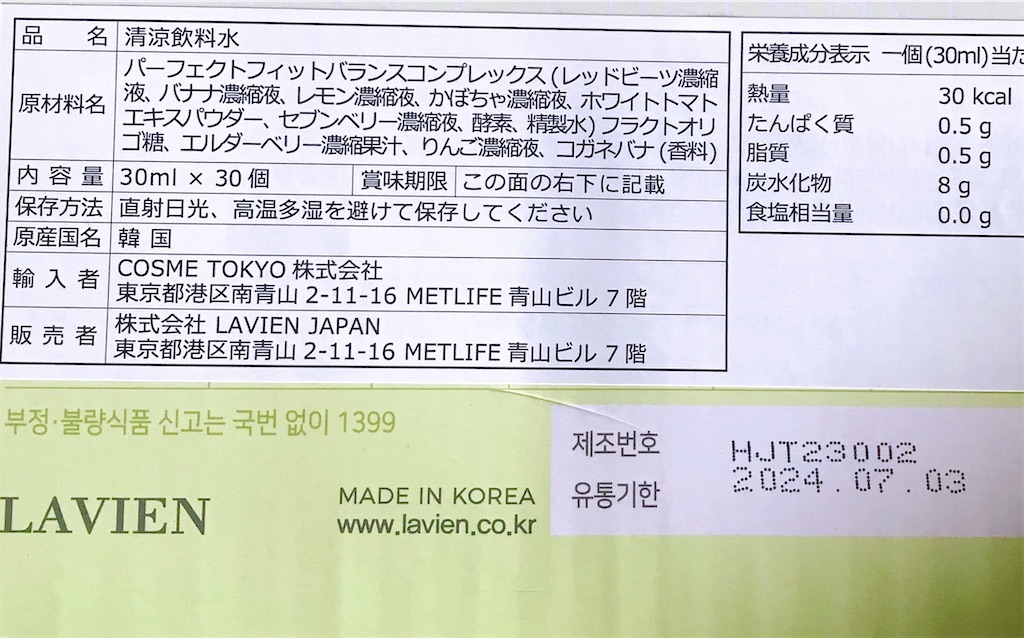 品 名 清涼飲料水
原材料名 パーフェクトフィットバランスコンプレックス (レッドビーツ濃縮
液、バナナ濃縮液、レモン濃縮液、かぼちゃ濃縮液、ホワイトトマト
エキスパウダー、セブンベリー濃縮液、酵素、精製水) フラクトオリ
ゴ糖、エルダーベリー濃縮果汁、りんご濃縮液、コガネバナ (香料)
内 容 量 30ml × 30個 賞味期限 この面の右下に記載
保存方法 直射日光、高温多湿を避けて保存してください
原産国名 韓 国
輸 入 者 COSME TOKYO 株式会社
東京都港区南青山 2-11-16 METLIFE 青山ビル 7 階
販 売 者 株式会社 LAVIEN JAPAN
東京都港区南青山 2-11-16 METLIFE 青山ビル 7 階
栄養成分表示 一個 (30ml) 当た
熱量 30 kcal
たんぱく質 0.5 g
脂質 0.5 g
炭水化物 8 g
食塩相当量 0.0 g
부정·불량식품 신고는 국번 없이 1399
LAVIEN
MADE IN KOREA
www.lavien.co.kr
제조번호 HJT23002
유통기한 2024.07.03